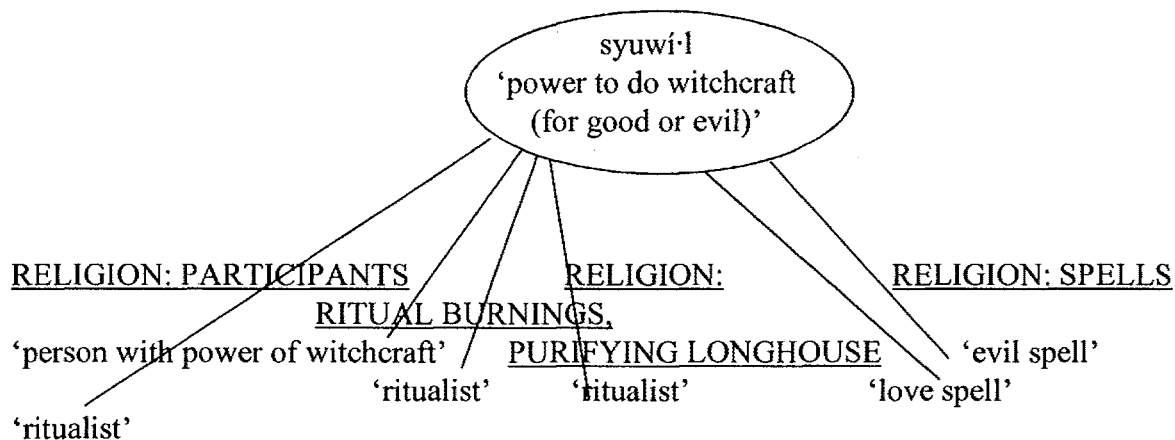 syuwí·l
‘power to do witchcraft
(for good or evil)’
RELIGION: PARTICIPANTS RELIGION: RELIGION: SPELLS
RITUAL BURNINGS,
‘person with power of witchcraft’ PURIFYING LONGHOUSE ‘evil spell’
‘ritualist’ ‘ritualist’ ‘love spell’
‘ritualist’